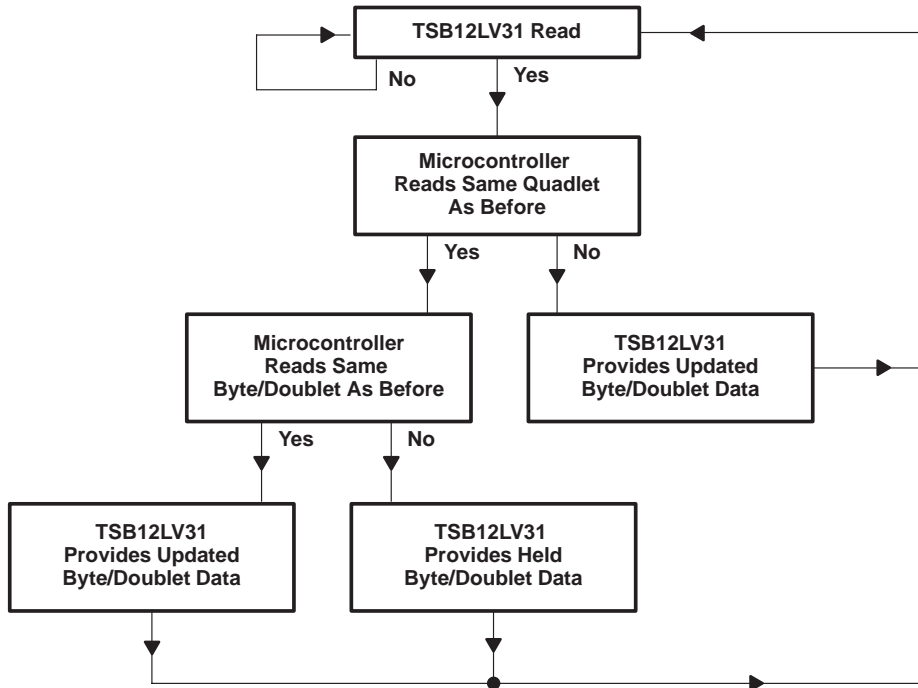 TSB12LV31 Read
No
Yes
Microcontroller
Reads Same Quadlet
As Before
Yes
No
Microcontroller
Reads Same
Byte/Doublet As Before
TSB12LV31
Provides Updated
Byte/Doublet Data
Yes
No
TSB12LV31
Provides Updated
Byte/Doublet Data
TSB12LV31
Provides Held
Byte/Doublet Data